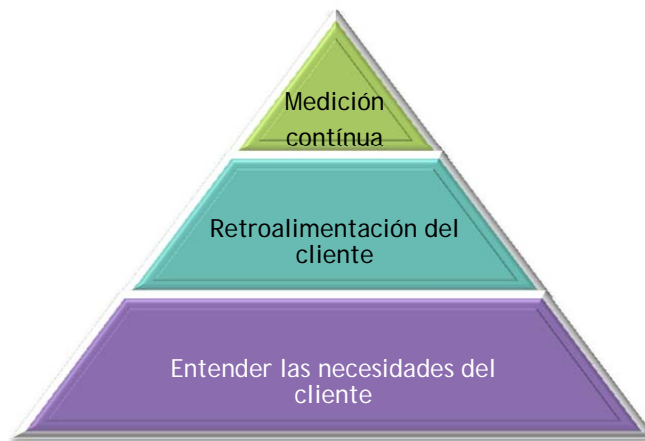 Medición
contínua
Retroalimentación del
cliente
Entender las necesidades del
cliente